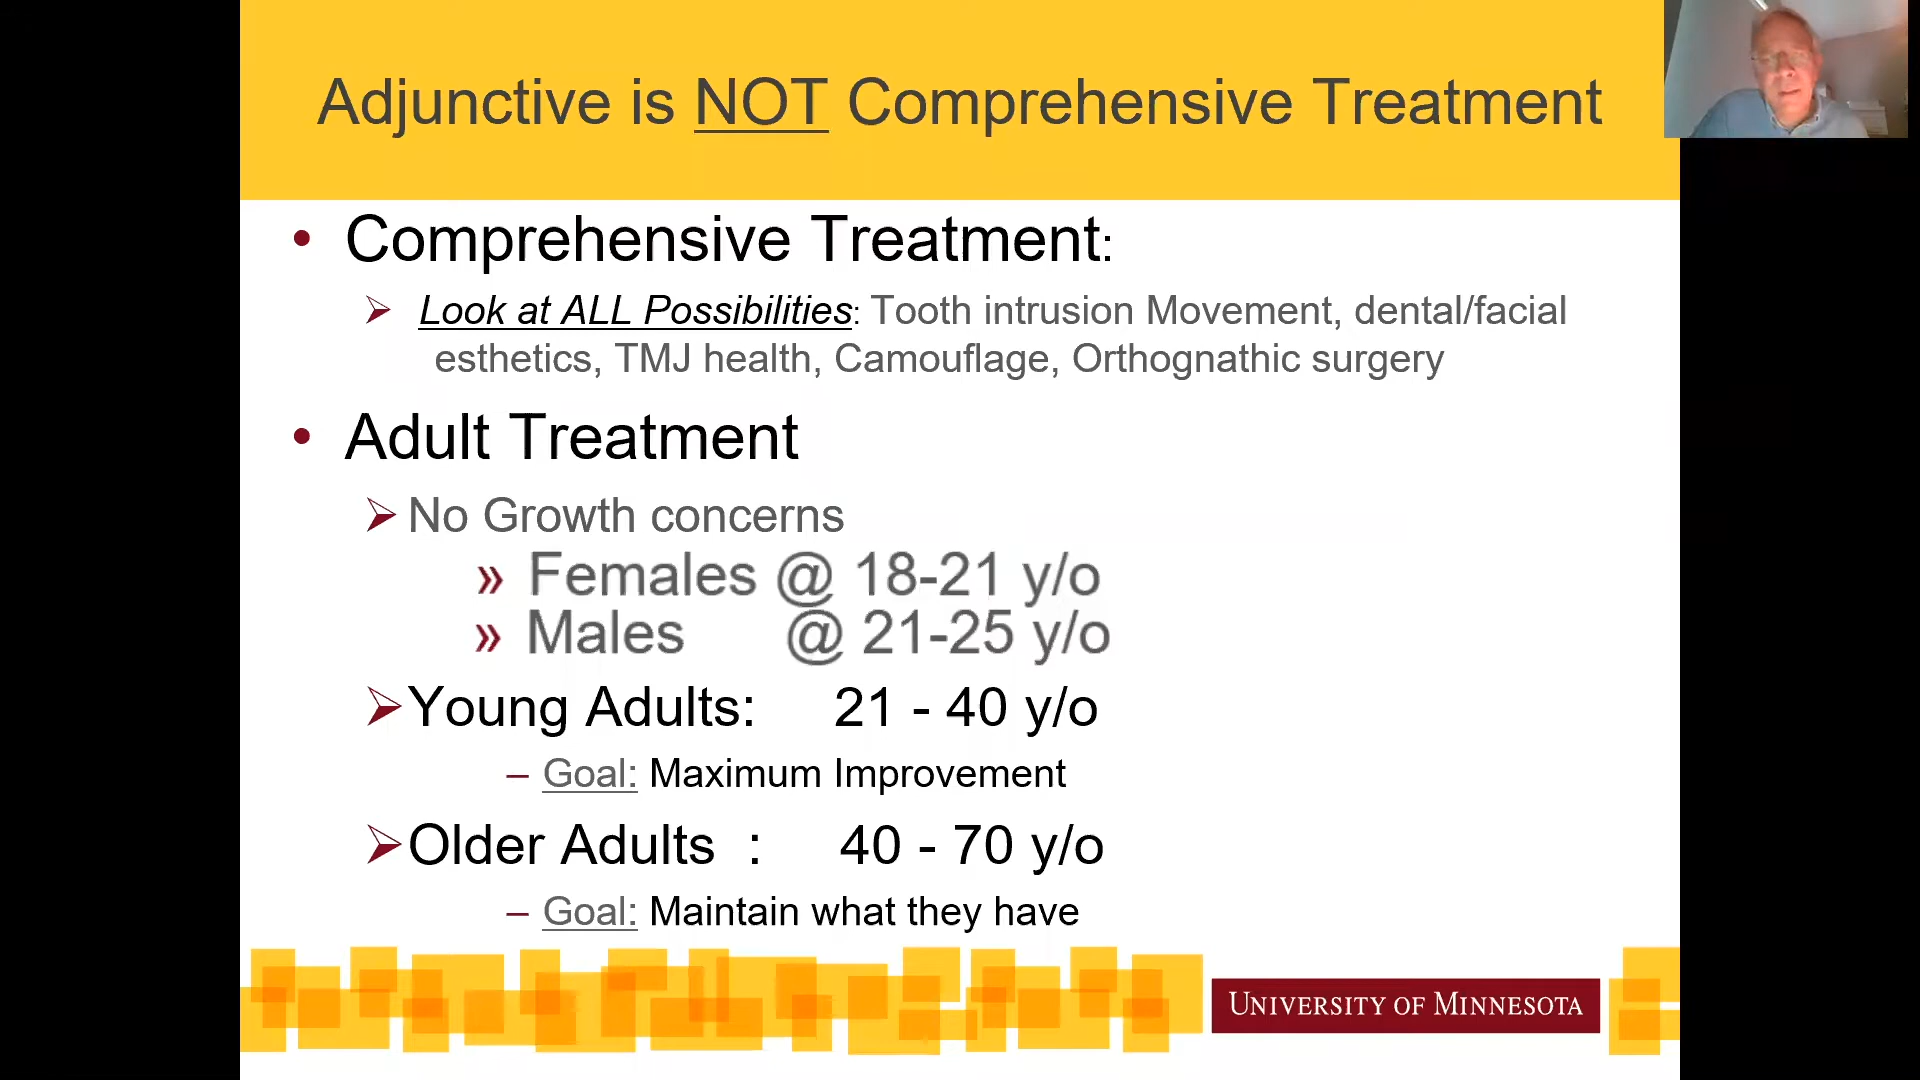 Adjunctive is NOT Comprehensive Treatment
• Comprehensive Treatment:
➢ Look at ALL Possibilities: Tooth intrusion Movement, dental/facial
esthetics, TMJ health, Camouflage, Orthognathic surgery
• Adult Treatment
➢ No Growth concerns
» Females @ 18-21 y/o
» Males @ 21-25 y/o
➢ Young Adults: 21 - 40 y/o
– Goal: Maximum Improvement
➢ Older Adults : 40 - 70 y/o
– Goal: Maintain what they have
UNIVERSITY OF MINNESOTA